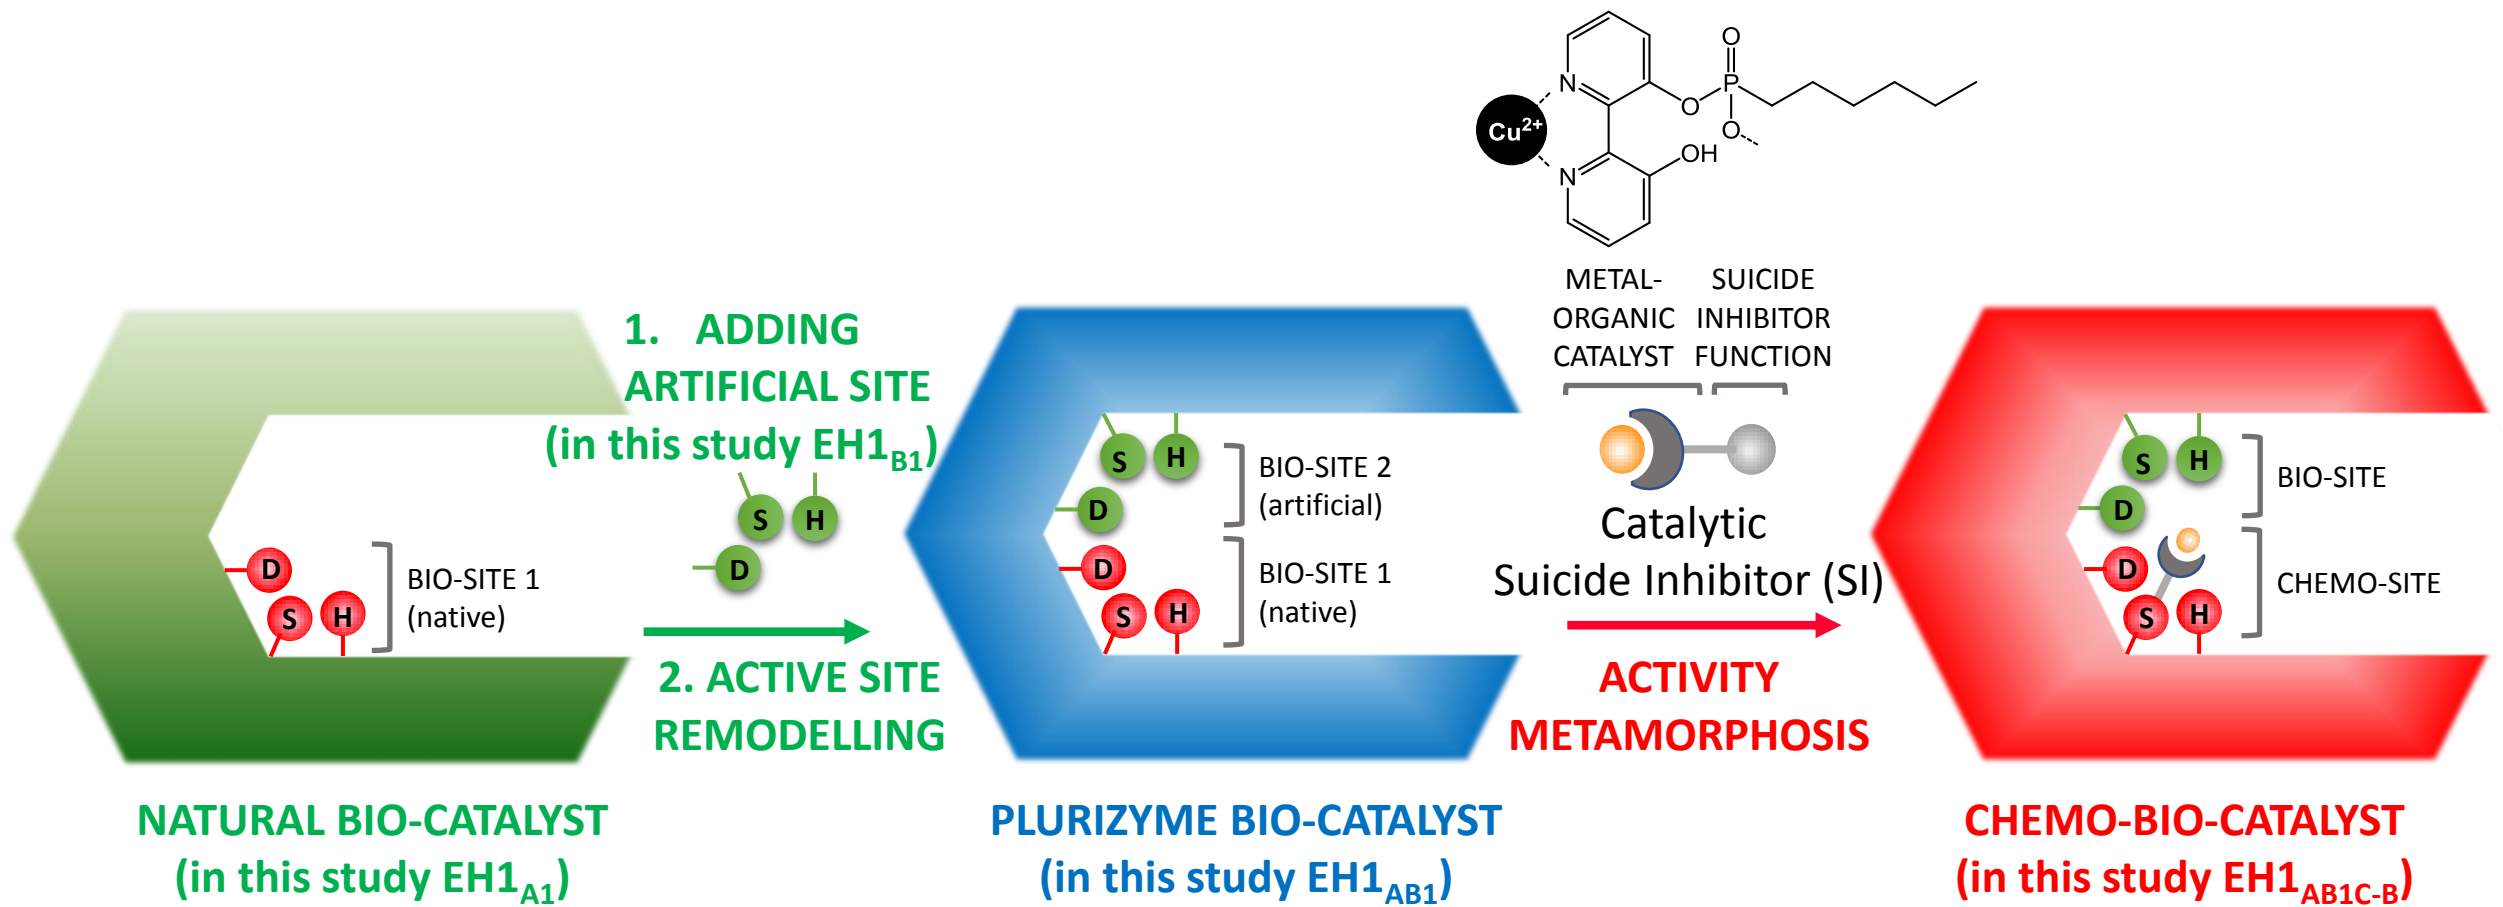 O
N
O
P
Cu2+
O
OH
N
METAL-
ORGANIC
CATALYST
SUICIDE
INHIBITOR
FUNCTION
1. ADDING
ARTIFICIAL SITE
(in this study EH1B1)
S
H
D
D
S
H
BIO-SITE 1
(native)
2. ACTIVE SITE
REMODELLING
NATURAL BIO-CATALYST
(in this study EH1A1)
S
H
D
BIO-SITE 2
(artificial)
D
S
H
BIO-SITE 1
(native)
PLURIZYME BIO-CATALYST
(in this study EH1AB1)
Catalytic
Suicide Inhibitor (SI)
ACTIVITY
METAMORPHOSIS
S
H
D
BIO-SITE
D
S
H
CHEMO-SITE
CHEMO-BIO-CATALYST
(in this study EH1AB1C-B)